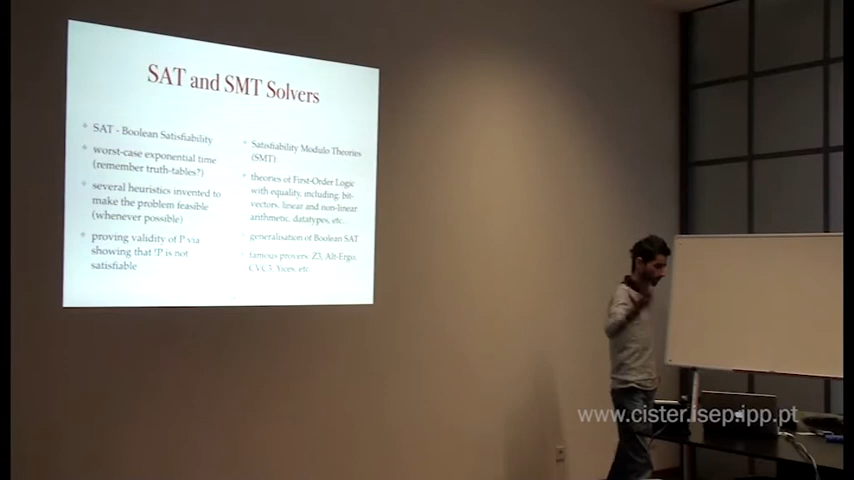 SAT and SMT Solvers
SAT - Boolean Satisfiability
worst-case exponential time
(remember truth-tables?)
several heuristics invented to
make the problem feasible
(whenever possible)
proving validity of P via
showing that !P is not
satisfiable
Satisfiability Modulo Theories
(SMT)
theories of First-Order Logic
with equality, including: bit-
vectors, linear and non-linear
arithmetic, datatypes, etc.
generalisation of Boolean SAT
famous provers: Z3, Alt-Ergo,
CVC3, Yices, etc.
www.cister.isep.ipp.pt